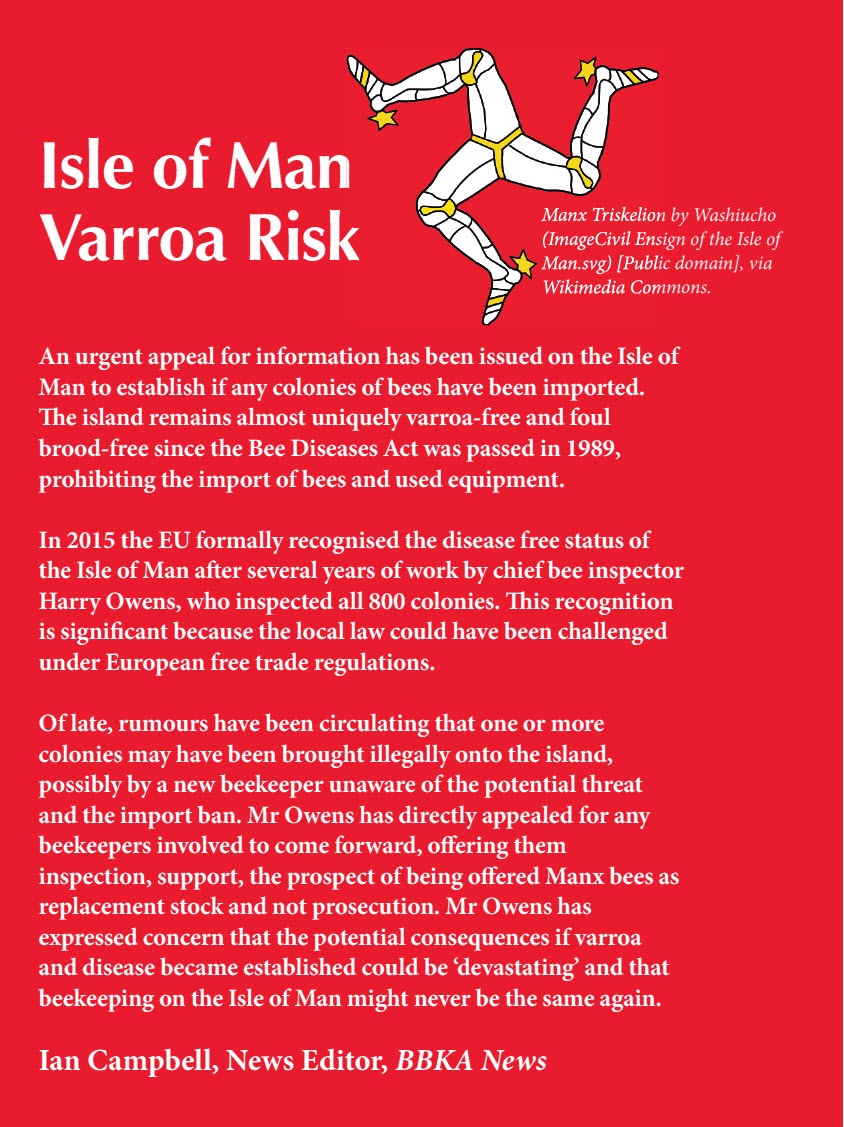 Isle of Man
Varroa Risk
Manx Triskelion by Washiucho
(ImageCivil Ensign of the Isle of
Man.svg) [Public domain], via
Wikimedia Commons.
An urgent appeal for information has been issued on the Isle of
Man to establish if any colonies of bees have been imported.
The island remains almost uniquely varroa-free and foul
brood-free since the Bee Diseases Act was passed in 1989,
prohibiting the import of bees and used equipment.
In 2015 the EU formally recognised the disease free status of
the Isle of Man after several years of work by chief bee inspector
Harry Owens, who inspected all 800 colonies. This recognition
is significant because the local law could have been challenged
under European free trade regulations.
Of late, rumours have been circulating that one or more
colonies may have been brought illegally onto the island,
possibly by a new beekeeper unaware of the potential threat
and the import ban. Mr Owens has directly appealed for any
beekeepers involved to come forward, offering them
inspection, support, the prospect of being offered Manx bees as
replacement stock and not prosecution. Mr Owens has
expressed concern that the potential consequences if varroa
and disease became established could be ‘devastating’ and that
beekeeping on the Isle of Man might never be the same again.
Ian Campbell, News Editor, BBKA News